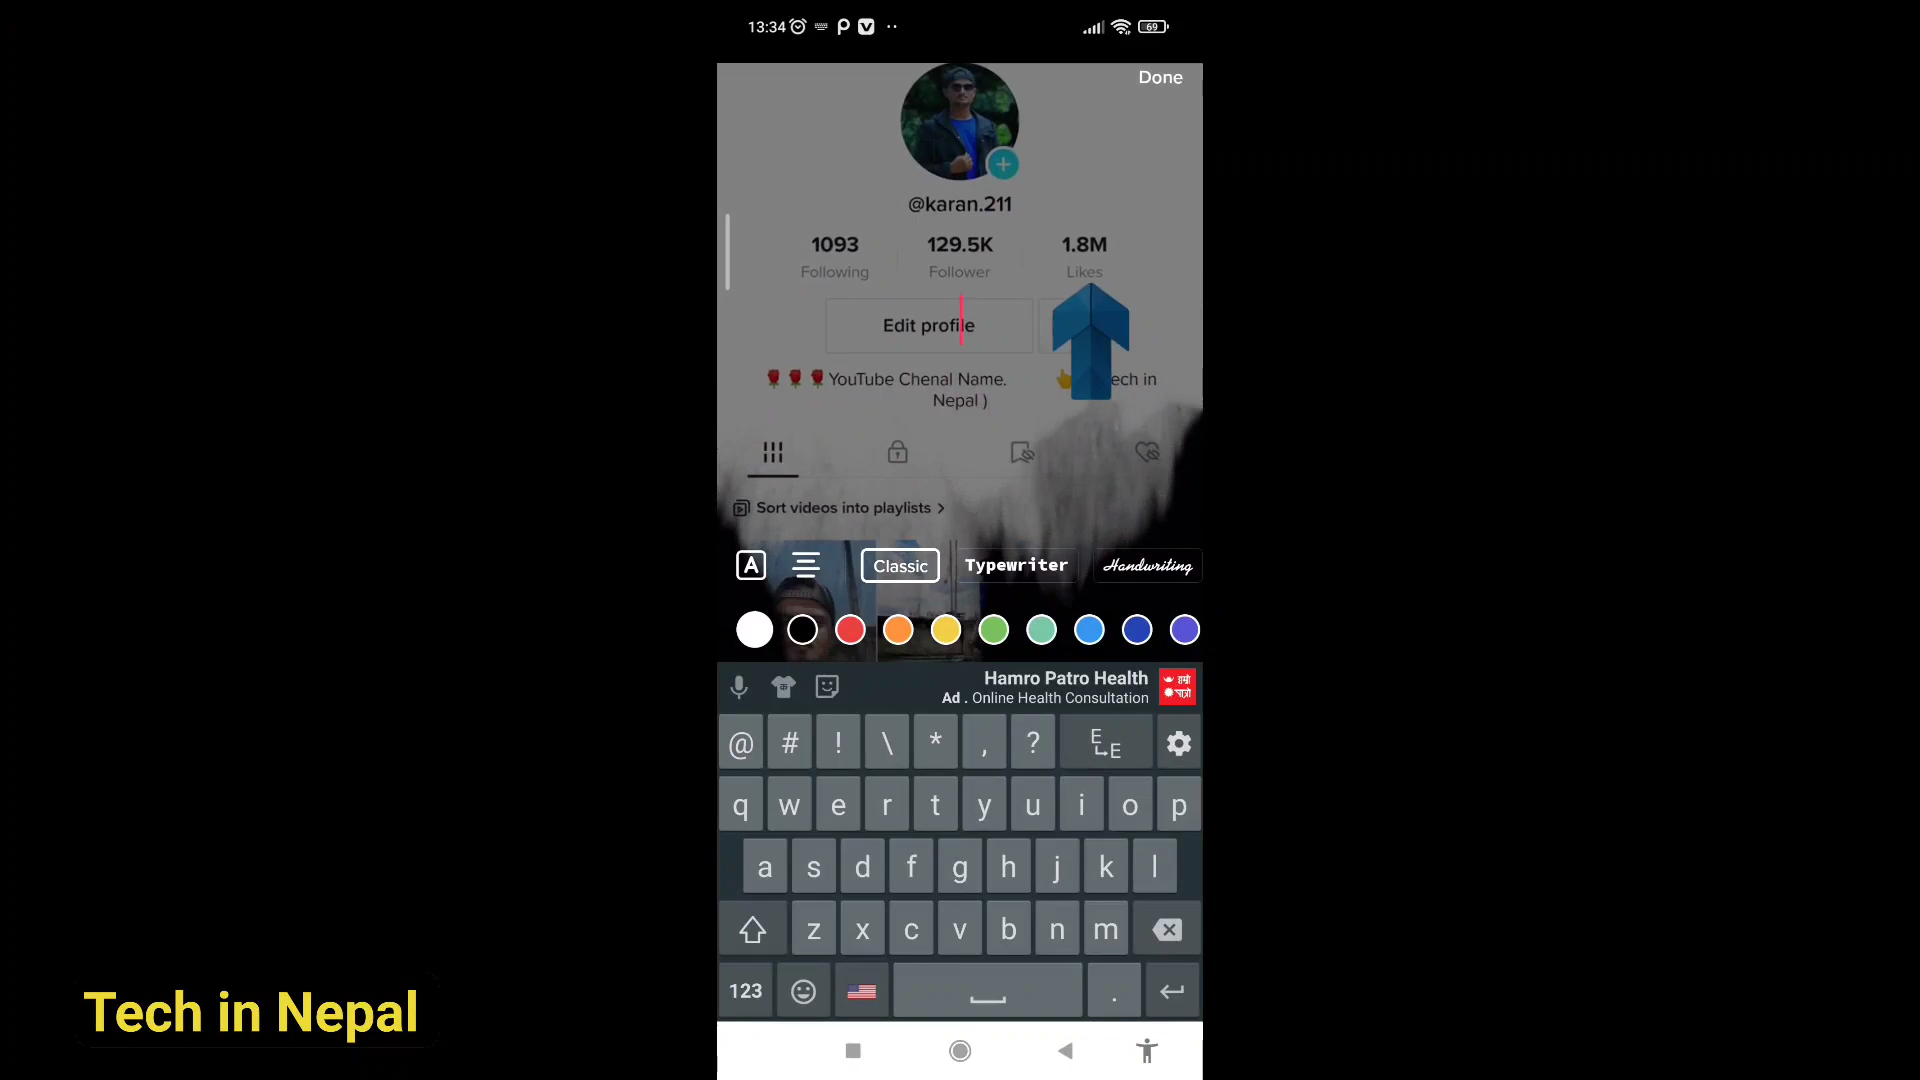 13:34
69
Done
@karan.211
1093 129.5K 1.8M
Following Follower Likes
Edit profile
YouTube Chenal Name. ech in
Nepal )
Sort videos into playlists >
A Classic Typewriter Handwriting
Hamro Patro Health
Ad . Online Health Consultation
हाम्रो
पात्रो
@ # ! \ * , ? E E
q w e r t y u i o p
a s d f g h j k l
z x c v b n m
123 .
Tech in Nepal